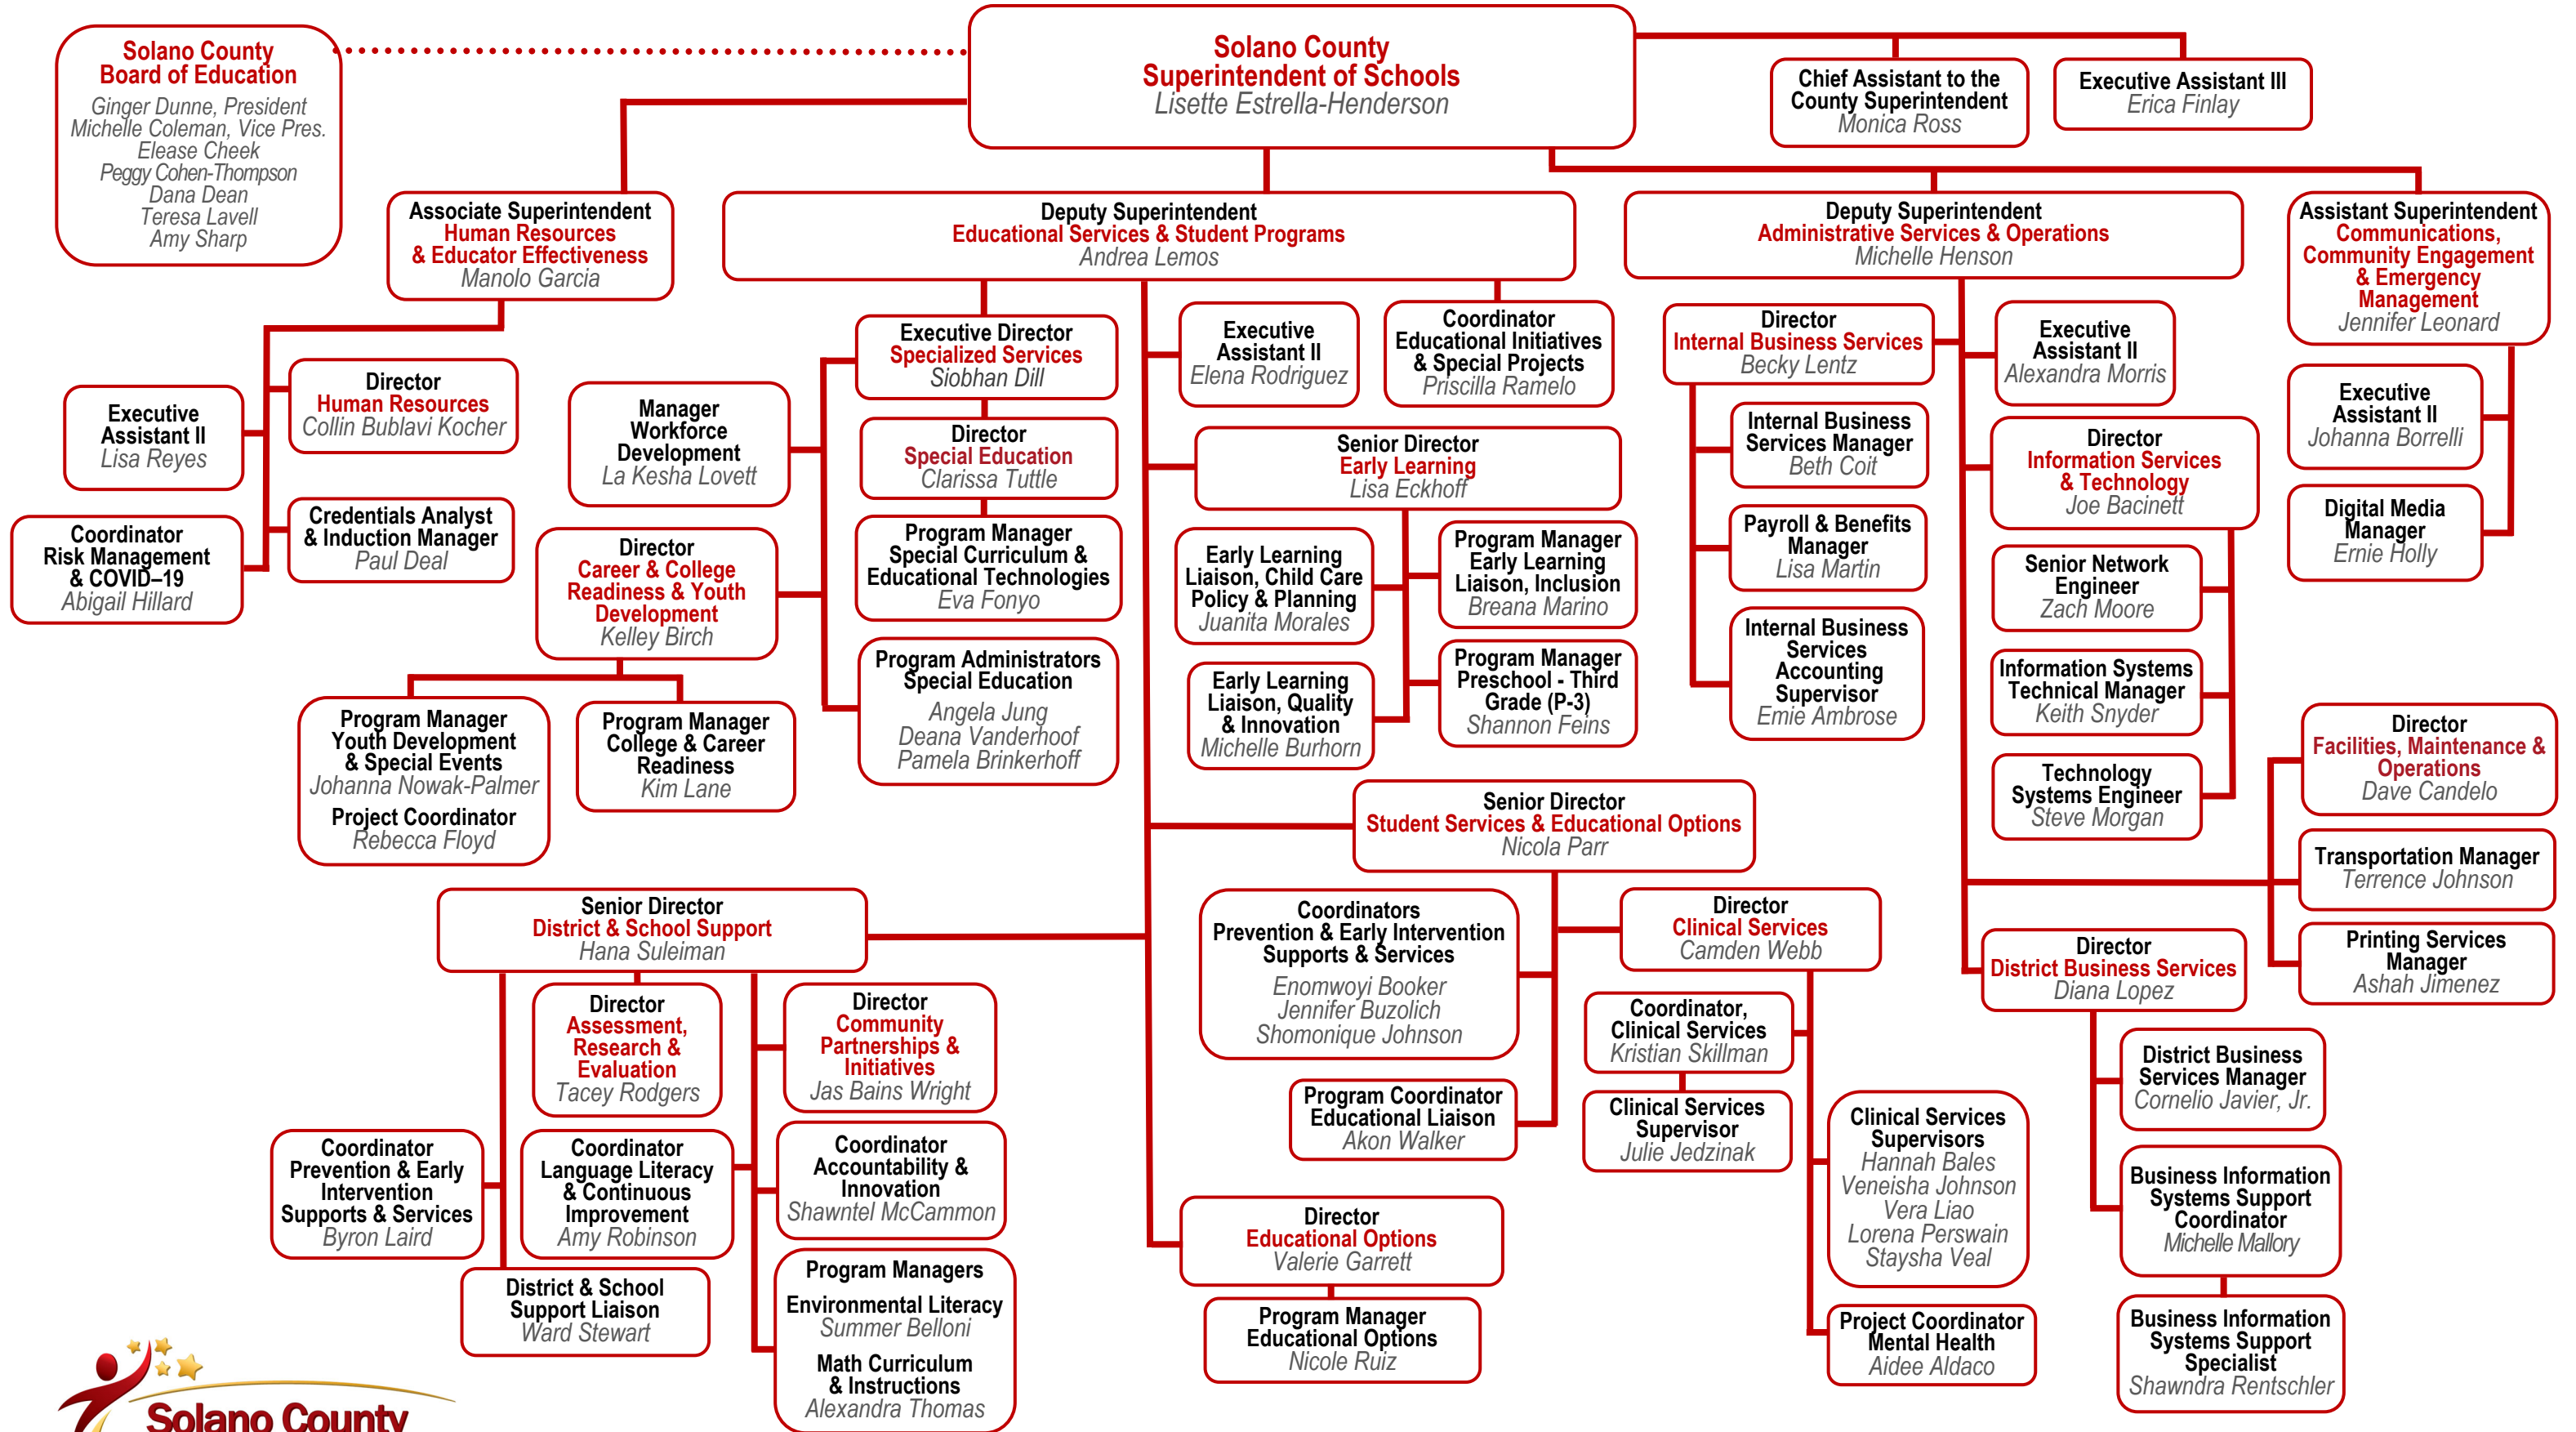 Solano County
Board of Education
Ginger Dunne, President
Michelle Coleman, Vice Pres.
Elease Cheek
Peggy Cohen-Thompson
Dana Dean
Teresa Lavell
Amy Sharp
Solano County
Superintendent of Schools
Lisette Estrella-Henderson
Chief Assistant to the
County Superintendent
Monica Ross
Executive Assistant III
Erica Finlay
Associate Superintendent
Human Resources
& Educator Effectiveness
Manolo Garcia
Deputy Superintendent
Educational Services & Student Programs
Andrea Lemos
Deputy Superintendent
Administrative Services & Operations
Michelle Henson
Assistant Superintendent
Communications,
Community Engagement
& Emergency
Management
Jennifer Leonard
Executive
Assistant II
Lisa Reyes
Director
Human Resources
Collin Bublavi Kocher
Coordinator
Risk Management
& COVID–19
Abigail Hillard
Credentials Analyst
& Induction Manager
Paul Deal
Executive Director
Specialized Services
Siobhan Dill
Manager
Workforce
Development
La Kesha Lovett
Director
Special Education
Clarissa Tuttle
Director
Career & College
Readiness & Youth
Development
Kelley Birch
Program Manager
Special Curriculum &
Educational Technologies
Eva Fonyo
Program Administrators
Special Education
Angela Jung
Deana Vanderhoof
Pamela Brinkerhoff
Program Manager
Youth Development
& Special Events
Johanna Nowak-Palmer
Project Coordinator
Rebecca Floyd
Program Manager
College & Career
Readiness
Kim Lane
Executive
Assistant II
Elena Rodriguez
Coordinator
Educational Initiatives
& Special Projects
Priscilla Ramelo
Senior Director
Early Learning
Lisa Eckhoff
Early Learning
Liaison, Child Care
Policy & Planning
Juanita Morales
Program Manager
Early Learning
Liaison, Inclusion
Breana Marino
Early Learning
Liaison, Quality
& Innovation
Michelle Burhorn
Program Manager
Preschool - Third
Grade (P-3)
Shannon Feins
Director
Internal Business Services
Becky Lentz
Executive
Assistant II
Alexandra Morris
Internal Business
Services Manager
Beth Coit
Payroll & Benefits
Manager
Lisa Martin
Internal Business
Services
Accounting
Supervisor
Emie Ambrose
Director
Information Services
& Technology
Joe Bacinett
Senior Network
Engineer
Zach Moore
Information Systems
Technical Manager
Keith Snyder
Technology
Systems Engineer
Steve Morgan
Executive
Assistant II
Johanna Borrelli
Digital Media
Manager
Ernie Holly
Director
Facilities, Maintenance &
Operations
Dave Candelo
Transportation Manager
Terrence Johnson
Printing Services
Manager
Ashah Jimenez
Senior Director
Student Services & Educational Options
Nicola Parr
Senior Director
District & School Support
Hana Suleiman
Director
Assessment,
Research &
Evaluation
Tacey Rodgers
Director
Community
Partnerships &
Initiatives
Jas Bains Wright
Coordinator
Prevention & Early
Intervention
Supports & Services
Byron Laird
Coordinator
Language Literacy
& Continuous
Improvement
Amy Robinson
Coordinator
Accountability &
Innovation
Shawntel McCammon
District & School
Support Liaison
Ward Stewart
Program Managers
Environmental Literacy
Summer Belloni
Math Curriculum
& Instructions
Alexandra Thomas
Coordinators
Prevention & Early Intervention
Supports & Services
Enomwoyi Booker
Jennifer Buzolich
Shomonique Johnson
Program Coordinator
Educational Liaison
Akon Walker
Director
Clinical Services
Camden Webb
Coordinator,
Clinical Services
Kristian Skillman
Clinical Services
Supervisor
Julie Jedzinak
Clinical Services
Supervisors
Hannah Bales
Veneisha Johnson
Vera Liao
Lorena Perswain
Staysha Veal
Project Coordinator
Mental Health
Aidee Aldaco
Director
Educational Options
Valerie Garrett
Program Manager
Educational Options
Nicole Ruiz
Director
District Business Services
Diana Lopez
District Business
Services Manager
Cornelio Javier, Jr.
Business Information
Systems Support
Coordinator
Michelle Mallory
Business Information
Systems Support
Specialist
Shawndra Rentschler
Solano County